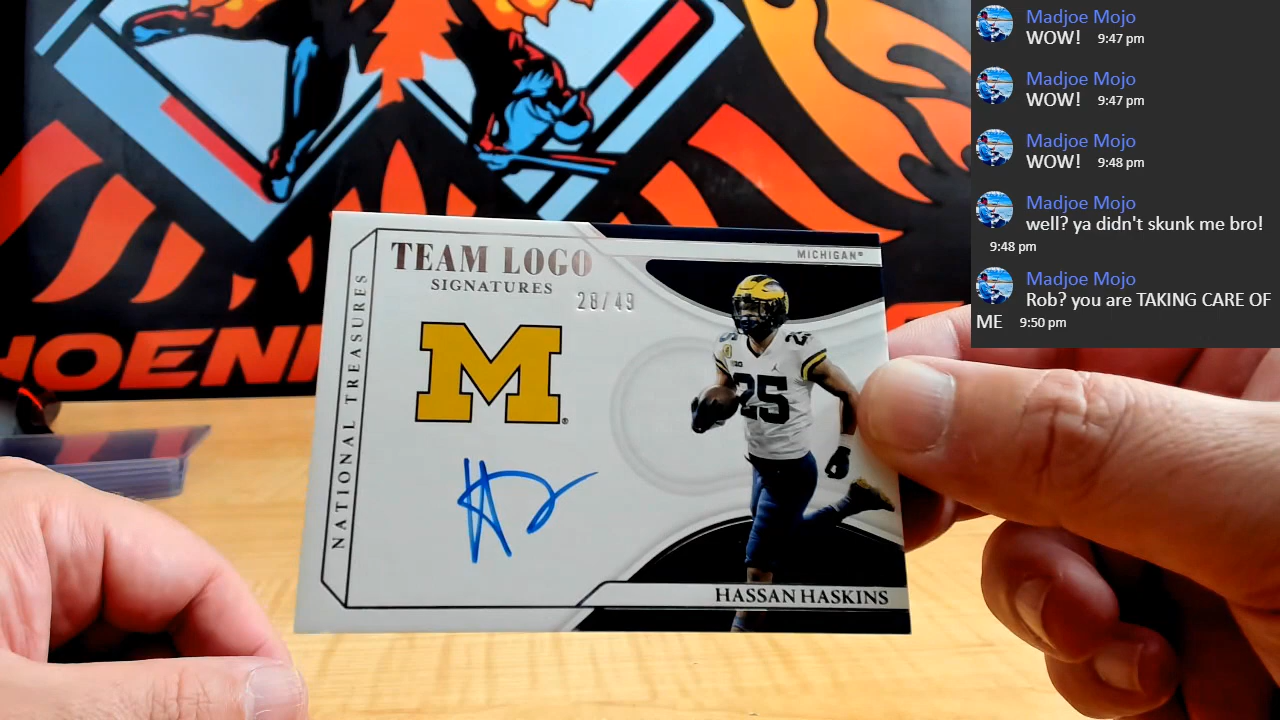 Madjoe Mojo
WOW! 9:47 pm
Madjoe Mojo
WOW! 9:47 pm
Madjoe Mojo
WOW! 9:48 pm
Madjoe Mojo
well? ya didn't skunk me bro!
9:48 pm
Madjoe Mojo
Rob? you are TAKING CARE OF
ME 9:50 pm
HOENI
NATIONAL TREASURES
TEAM LOGO
SIGNATURES
28/49
MICHIGAN®
M®
25
25
HASSAN HASKINS